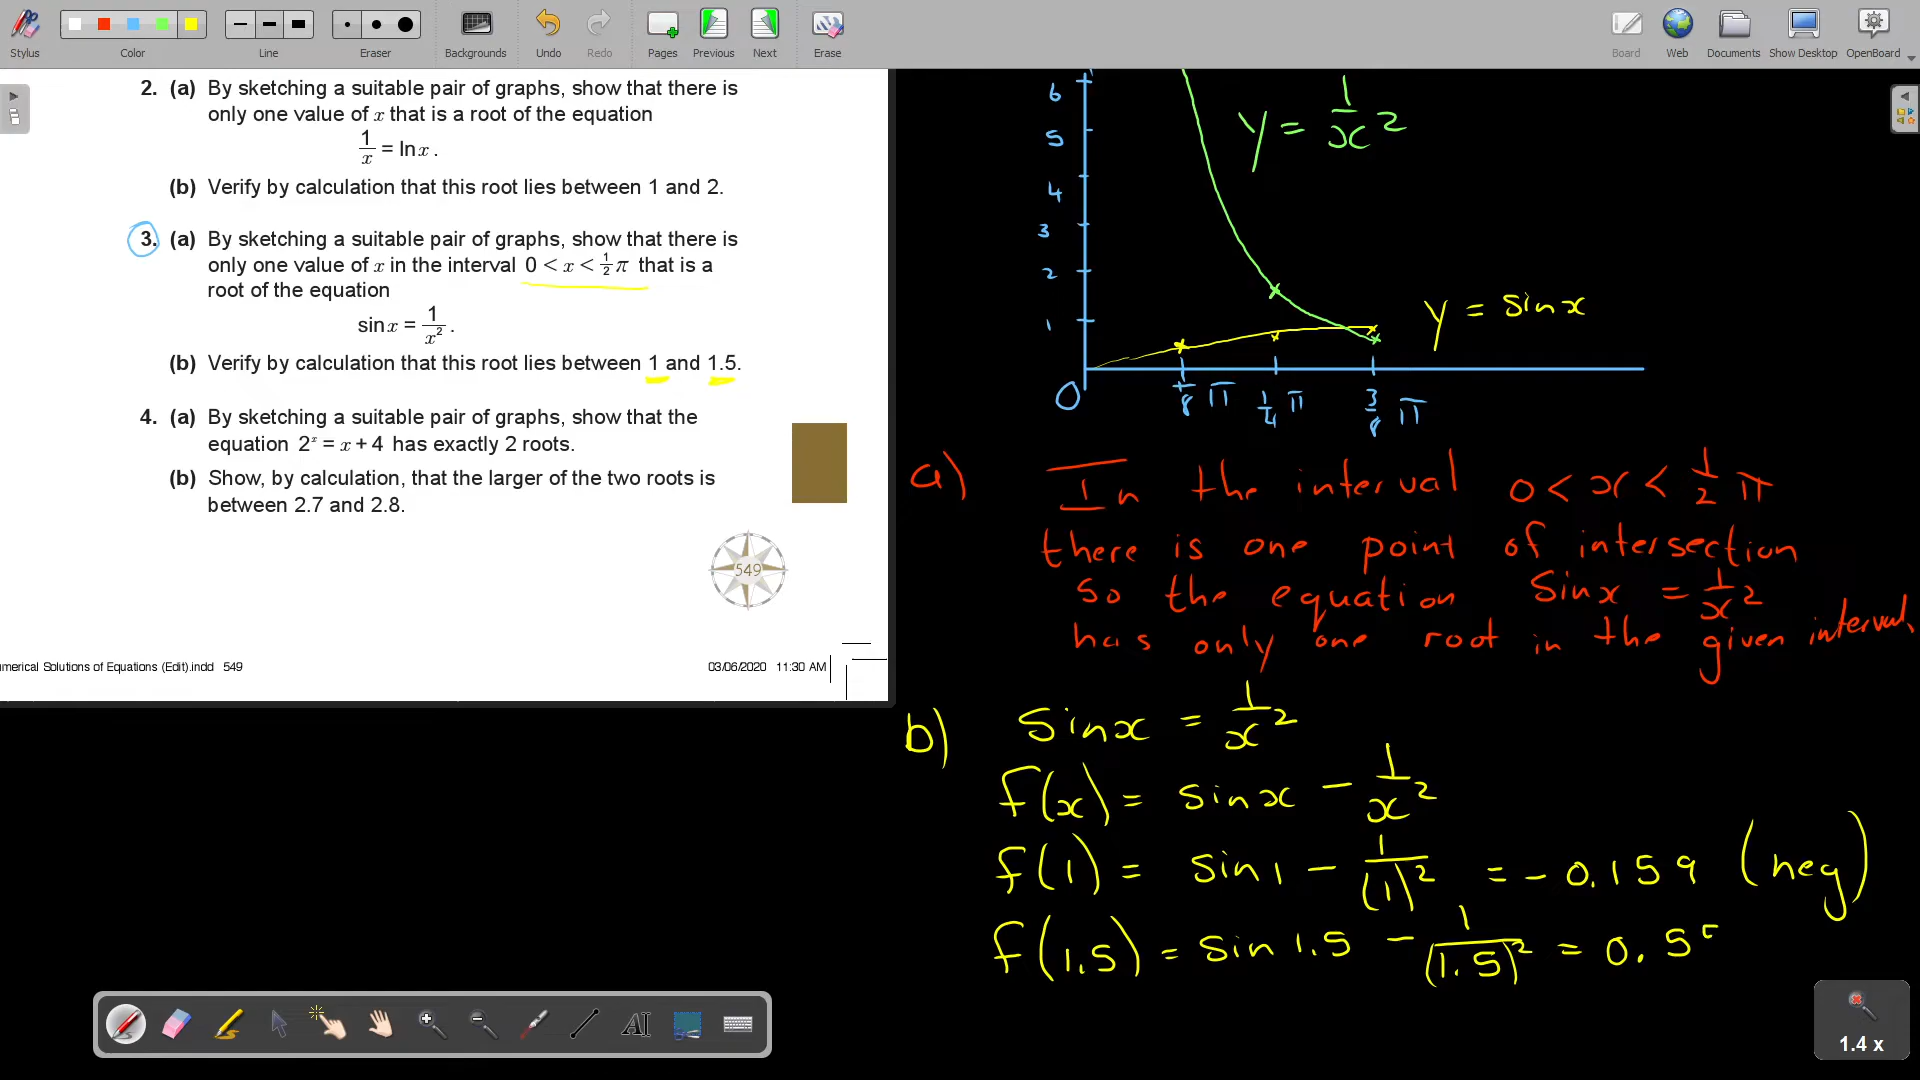 Stylus Color Line Eraser Backgrounds Undo Redo Pages Previous Next Erase Board Web Documents Show Desktop OpenBoard
2. (a) By sketching a suitable pair of graphs, show that there is
only one value of x that is a root of the equation
1/x = ln x .
(b) Verify by calculation that this root lies between 1 and 2.
3. (a) By sketching a suitable pair of graphs, show that there is
only one value of x in the interval 0 < x < 1/2 π that is a
root of the equation
sin x = 1/x² .
(b) Verify by calculation that this root lies between 1 and 1.5.
4. (a) By sketching a suitable pair of graphs, show that the
equation 2ˣ = x + 4 has exactly 2 roots.
(b) Show, by calculation, that the larger of the two roots is
between 2.7 and 2.8.
549
umerical Solutions of Equations (Edit).indd 549
03/06/2020 11:30 AM
6
5
4
3
2
1
0
y = 1/x²
y = sin x
1/8 π 1/4 π 3/8 π
a) In the interval 0 < x < 1/2 π
there is one point of intersection
so the equation sin x = 1/x²
has only one root in the given interval.
b) sin x = 1/x²
f(x) = sin x − 1/x²
f(1) = sin 1 − 1/(1)² = − 0.159 (neg)
f(1.5) = sin 1.5 − 1/(1.5)² = 0.5
1.4 x